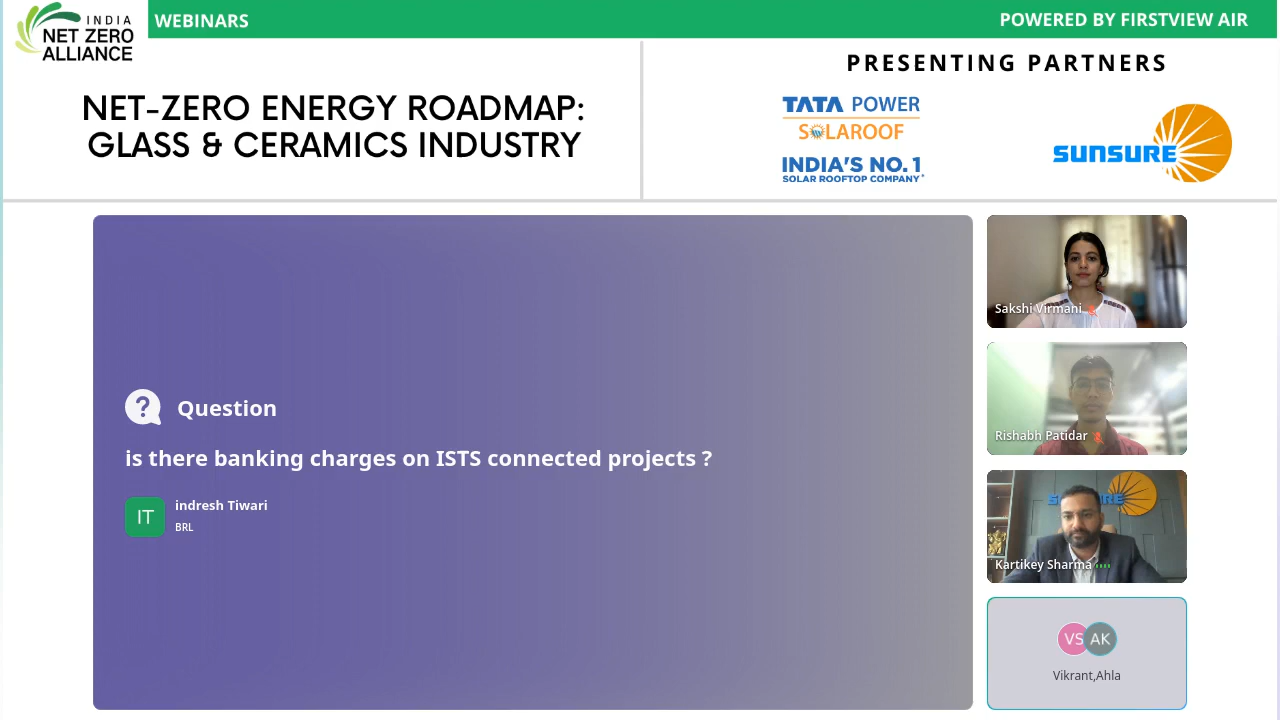 INDIA
NET ZERO
ALLIANCE
WEBINARS
POWERED BY FIRSTVIEW AIR
NET-ZERO ENERGY ROADMAP:
GLASS & CERAMICS INDUSTRY
PRESENTING PARTNERS
TATA POWER
SOLAROOF
INDIA'S NO. 1
SOLAR ROOFTOP COMPANY*
SUNSURE
? Question
is there banking charges on ISTS connected projects ?
IT
indresh Tiwari
BRL
Sakshi Virmani
Rishabh Patidar
SUNSURE
Kartikey Sharma
VS AK
Vikrant,Ahla